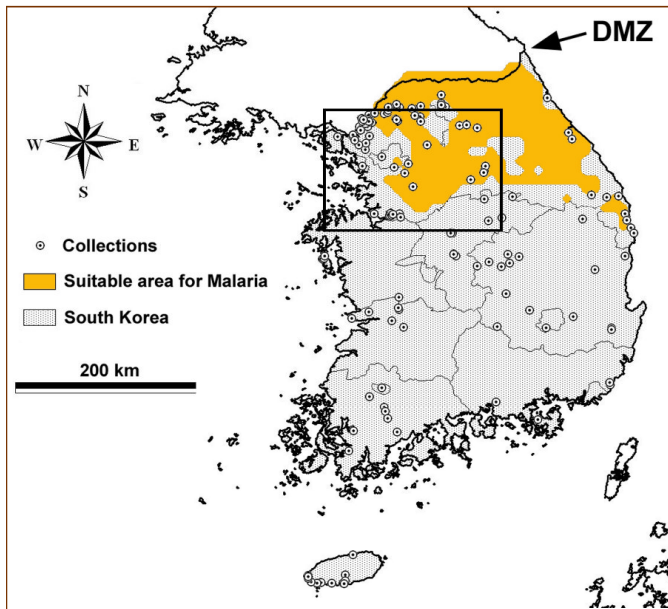 DMZ
N
W E
S
Collections
Suitable area for Malaria
South Korea
200 km